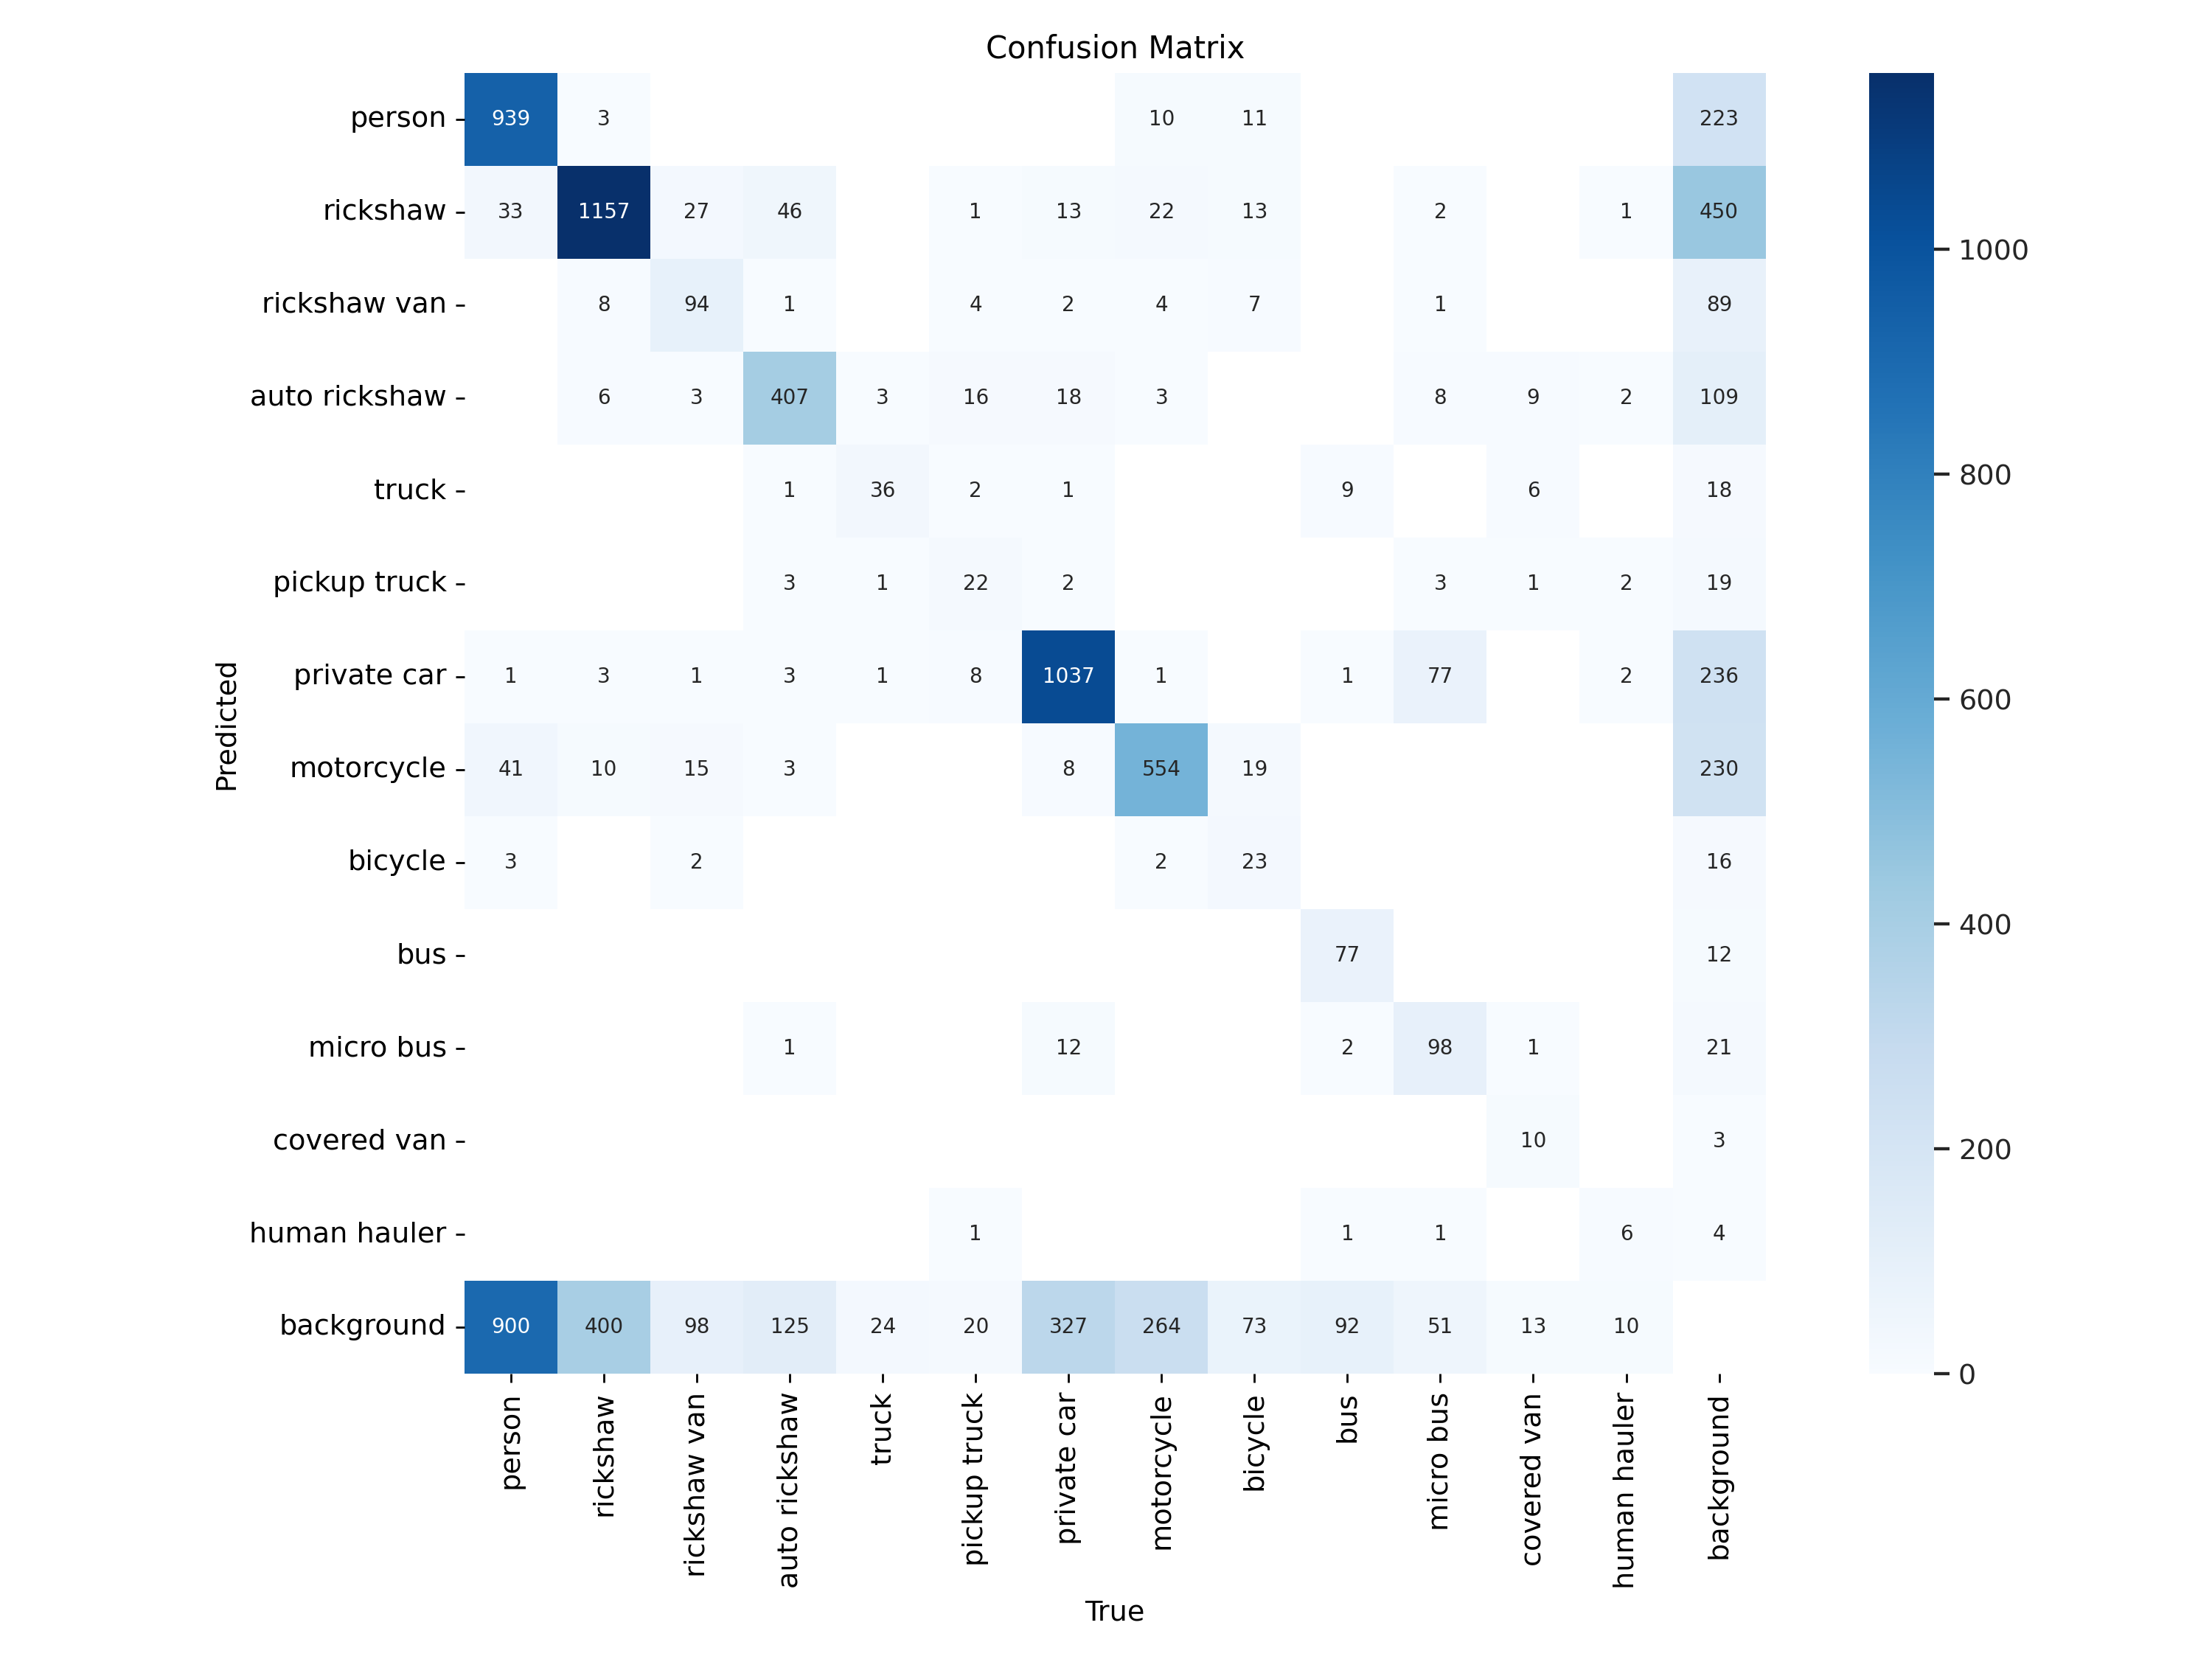 Confusion Matrix
person 939 3 10 11 223
rickshaw 33 1157 27 46 1 13 22 13 2 1 450
1000
rickshaw van 8 94 1 4 2 4 7 1 89
auto rickshaw 6 3 407 3 16 18 3 8 9 2 109
800
truck 1 36 2 1 9 6 18
pickup truck 3 1 22 2 3 1 2 19
Predicted
private car 1 3 1 3 1 8 1037 1 1 77 2 236
600
motorcycle 41 10 15 3 8 554 19 230
bicycle 3 2 2 23 16
400
bus 77 12
micro bus 1 12 2 98 1 21
covered van 10 3
200
human hauler 1 1 1 6 4
background 900 400 98 125 24 20 327 264 73 92 51 13 10
0
person rickshaw rickshaw van auto rickshaw truck pickup truck private car motorcycle bicycle bus micro bus covered van human hauler background
True